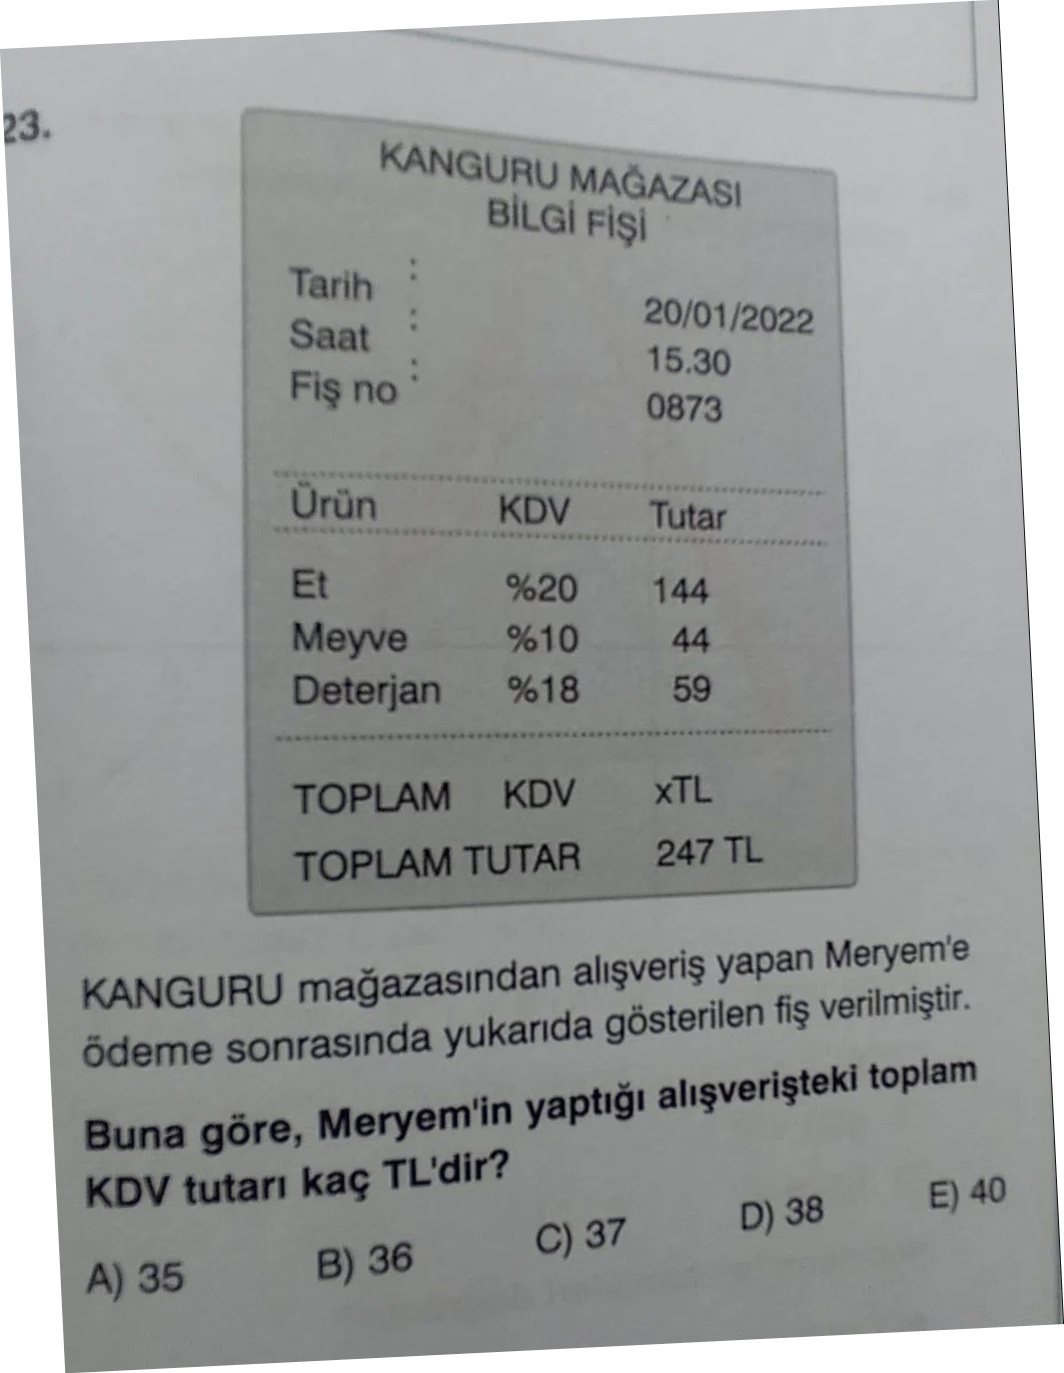 23.
KANGURU MAĞAZASI
BİLGİ FİŞİ
Tarih : 20/01/2022
Saat : 15.30
Fiş no : 0873
Ürün KDV Tutar
Et %20 144
Meyve %10 44
Deterjan %18 59
TOPLAM KDV xTL
TOPLAM TUTAR 247 TL
KANGURU mağazasından alışveriş yapan Meryem'e
ödeme sonrasında yukarıda gösterilen fiş verilmiştir.
Buna göre, Meryem'in yaptığı alışverişteki toplam
KDV tutarı kaç TL'dir?
A) 35 B) 36 C) 37 D) 38 E) 40